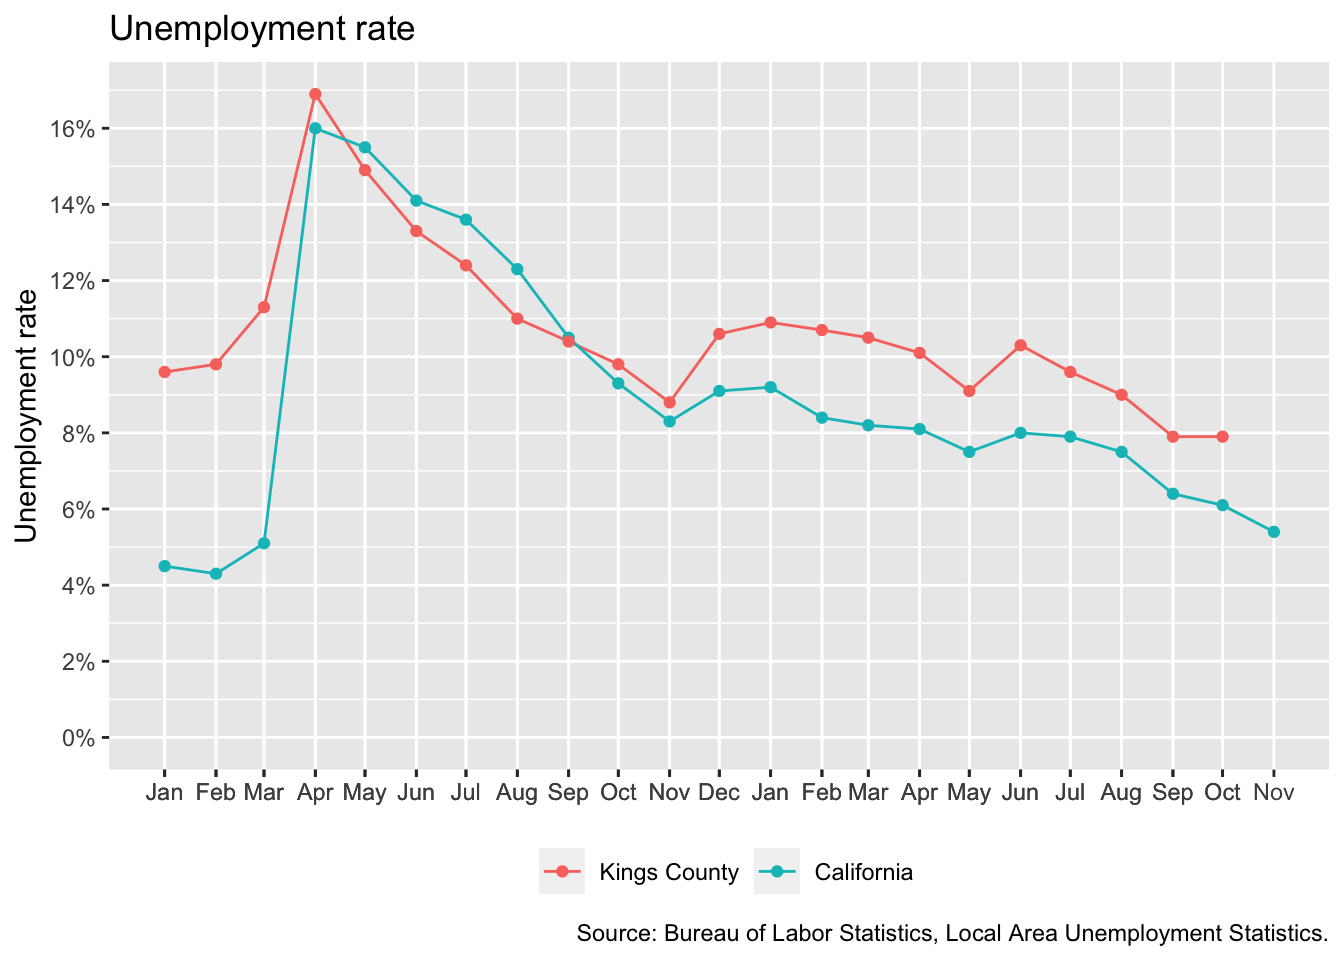 Unemployment rate
Unemployment rate
16%
14%
12%
10%
8%
6%
4%
2%
0%
Jan Feb Mar Apr May Jun Jul Aug Sep Oct Nov Dec Jan Feb Mar Apr May Jun Jul Aug Sep Oct Nov
Kings County California
Source: Bureau of Labor Statistics, Local Area Unemployment Statistics.